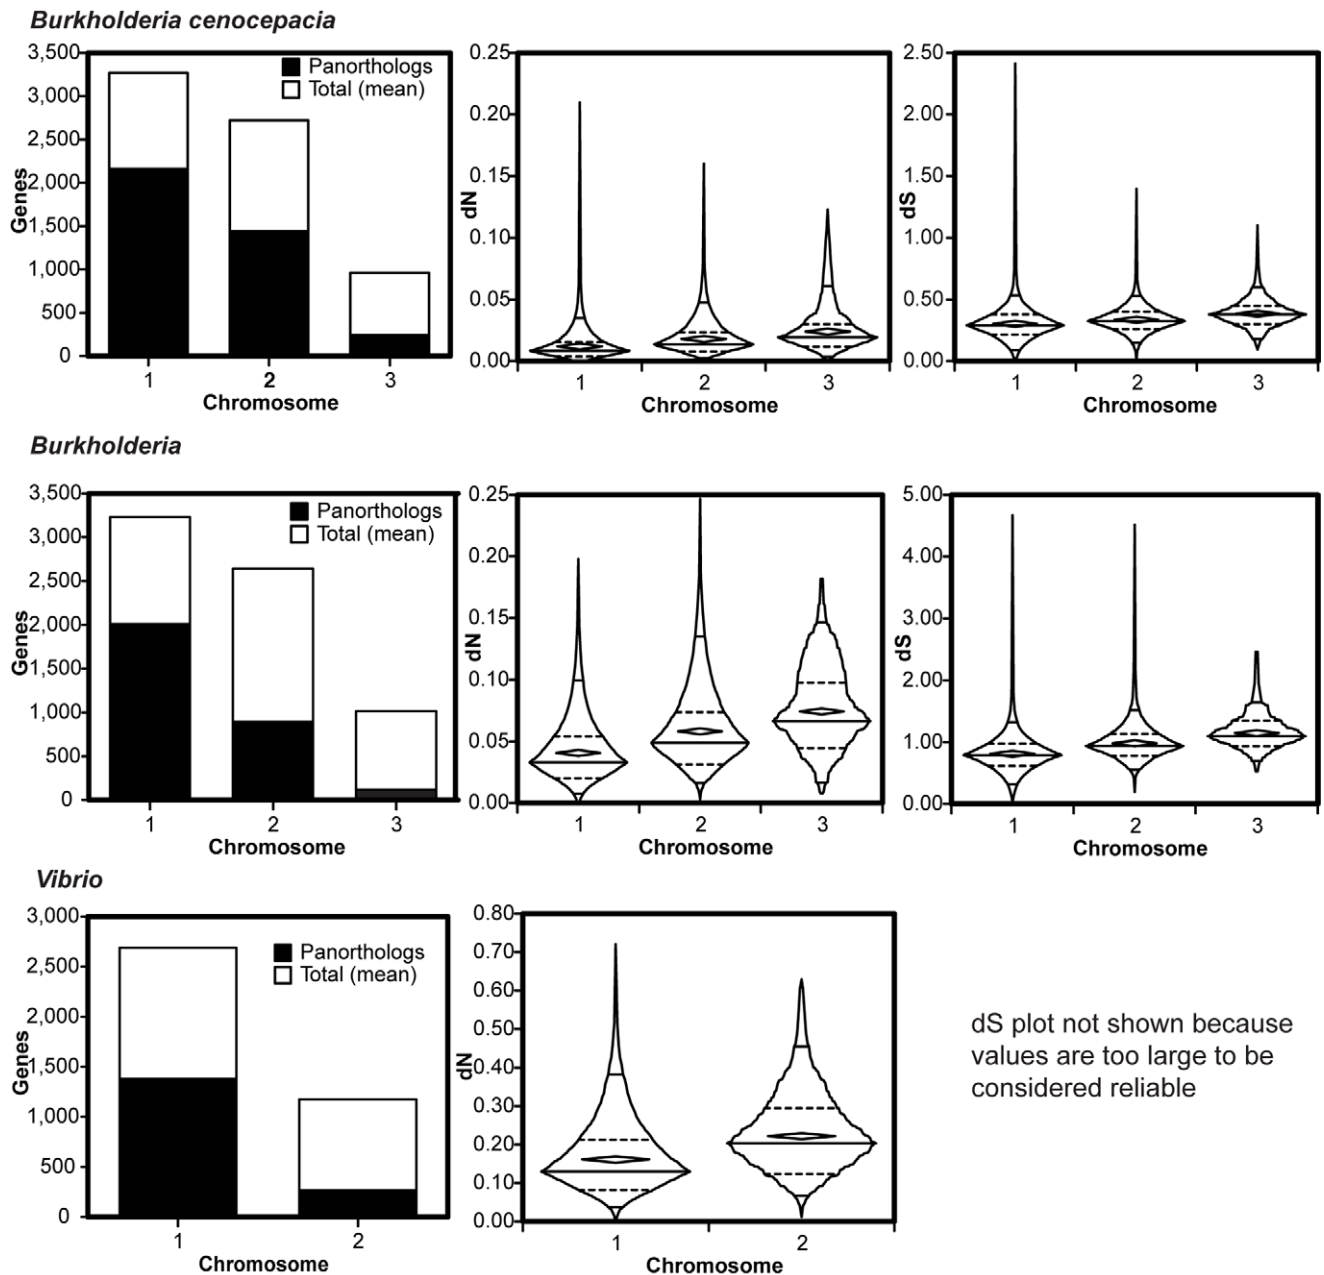 Burkholderia cenocepacia
3,500
3,000
2,500
2,000
1,500
1,000
500
0
Genes
Panorthologs
Total (mean)
1 2 3
Chromosome
0.25
0.20
0.15
0.10
0.05
0.00
dN
1 2 3
Chromosome
2.50
2.00
1.50
1.00
0.50
0.00
dS
1 2 3
Chromosome
Burkholderia
3,500
3,000
2,500
2,000
1,500
1,000
500
0
Genes
Panorthologs
Total (mean)
1 2 3
Chromosome
0.25
0.20
0.15
0.10
0.05
0.00
dN
1 2 3
Chromosome
5.00
4.00
3.00
2.00
1.00
0.00
dS
1 2 3
Chromosome
Vibrio
3,000
2,500
2,000
1,500
1,000
500
0
Genes
Panorthologs
Total (mean)
1 2
Chromosome
0.80
0.70
0.60
0.50
0.40
0.30
0.20
0.10
0.00
dN
1 2
Chromosome
dS plot not shown because
values are too large to be
considered reliable